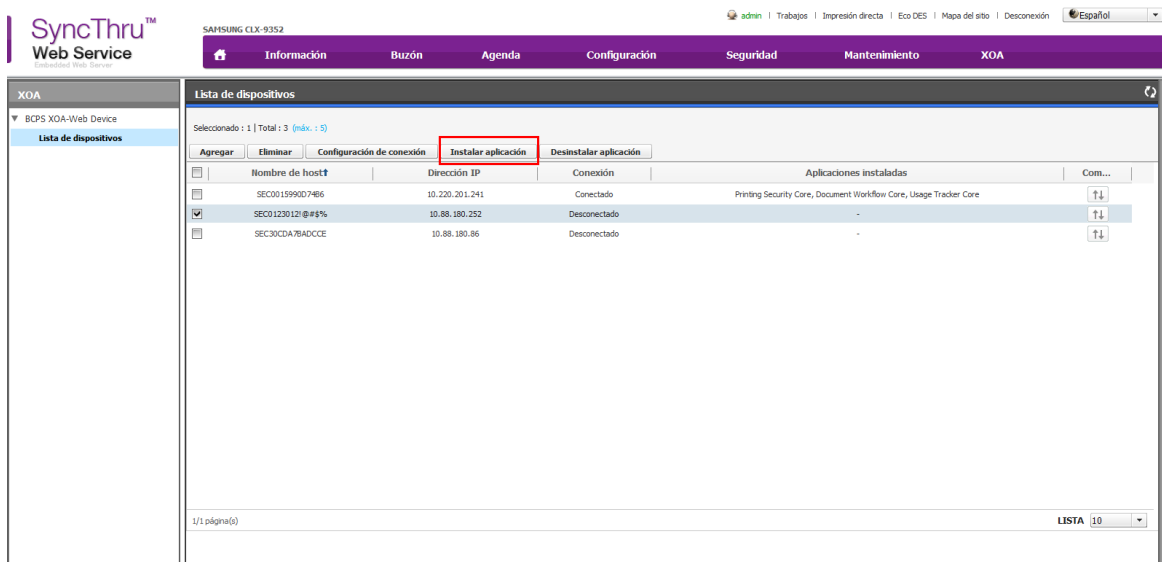 SyncThru™
Web Service
Embedded Web Server
SAMSUNG CLX-9352
admin | Trabajos | Impresión directa | Eco DES | Mapa del sitio | Desconexión
Español
Información Buzón Agenda Configuración Seguridad Mantenimiento XOA
XOA
BCPS XOA-Web Device
Lista de dispositivos
Lista de dispositivos
Seleccionado : 1 | Total : 3 (máx. : 5)
Agregar Eliminar Configuración de conexión Instalar aplicación Desinstalar aplicación
Nombre de host Dirección IP Conexión Aplicaciones instaladas Com...
SEC0015990D74B6 10.220.201.241 Conectado Printing Security Core, Document Workflow Core, Usage Tracker Core
SEC0123012!@#$% 10.88.180.252 Desconectado -
SEC30CDA7BADCCE 10.88.180.86 Desconectado -
1/1 página(s)
LISTA 10